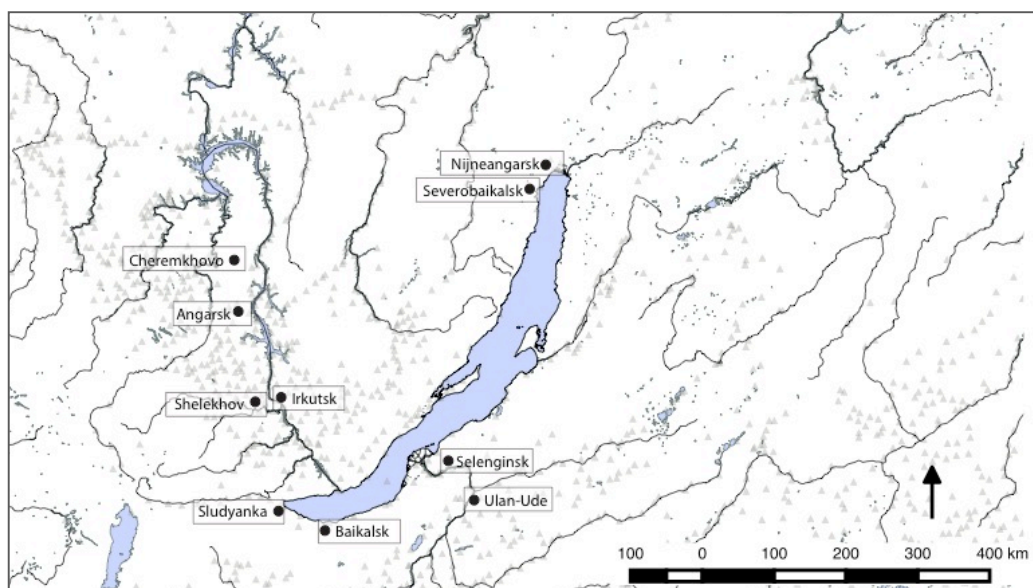 Nijneangarsk
Severobaikalsk
Cheremkhovo
Angarsk
Shelekhov
Irkutsk
Selenginsk
Sludyanka
Ulan-Ude
Baikalsk
100 0 100 200 300 400 km